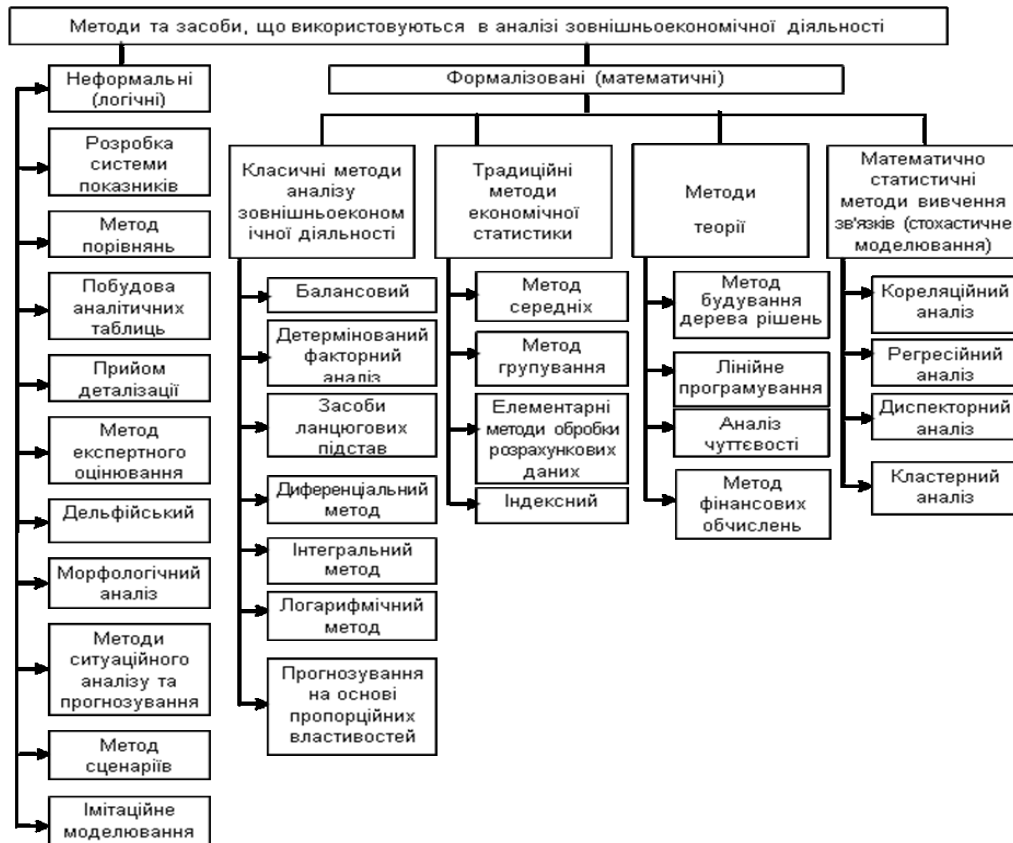 Методи та засоби, що використовуються в аналізі зовнішньоекономічної діяльності
Неформальні
(логічні)
Розробка
системи
показників
Метод
порівнянь
Побудова
аналітичних
таблиць
Прийом
деталізації
Метод
експертного
оцінювання
Дельфійський
Морфологічний
аналіз
Методи
ситуаційного
аналізу та
прогнозування
Метод
сценаріїв
Імітаційне
моделювання
Формалізовані (математичні)
Класичні методи
аналізу
зовнішньоеконом
ічної діяльності
Балансовий
Детермінований
факторний
аналіз
Засоби
ланцюгових
підстав
Диференціальний
метод
Інтегральний
метод
Логарифмічний
метод
Прогнозування
на основі
пропорційних
властивостей
Традиційні
методи
економічної
статистики
Метод
середніх
Метод
групування
Елементарні
методи обробки
розрахункових
даних
Індексний
Методи
теорії
Метод
будування
дерева рішень
Лінійне
програмування
Аналіз
чуттєвості
Метод
фінансових
обчислень
Математично
статистичні
методи вивчення
зв'язків (стохастичне
моделювання)
Кореляційний
аналіз
Регресійний
аналіз
Диспекторний
аналіз
Кластерний
аналіз